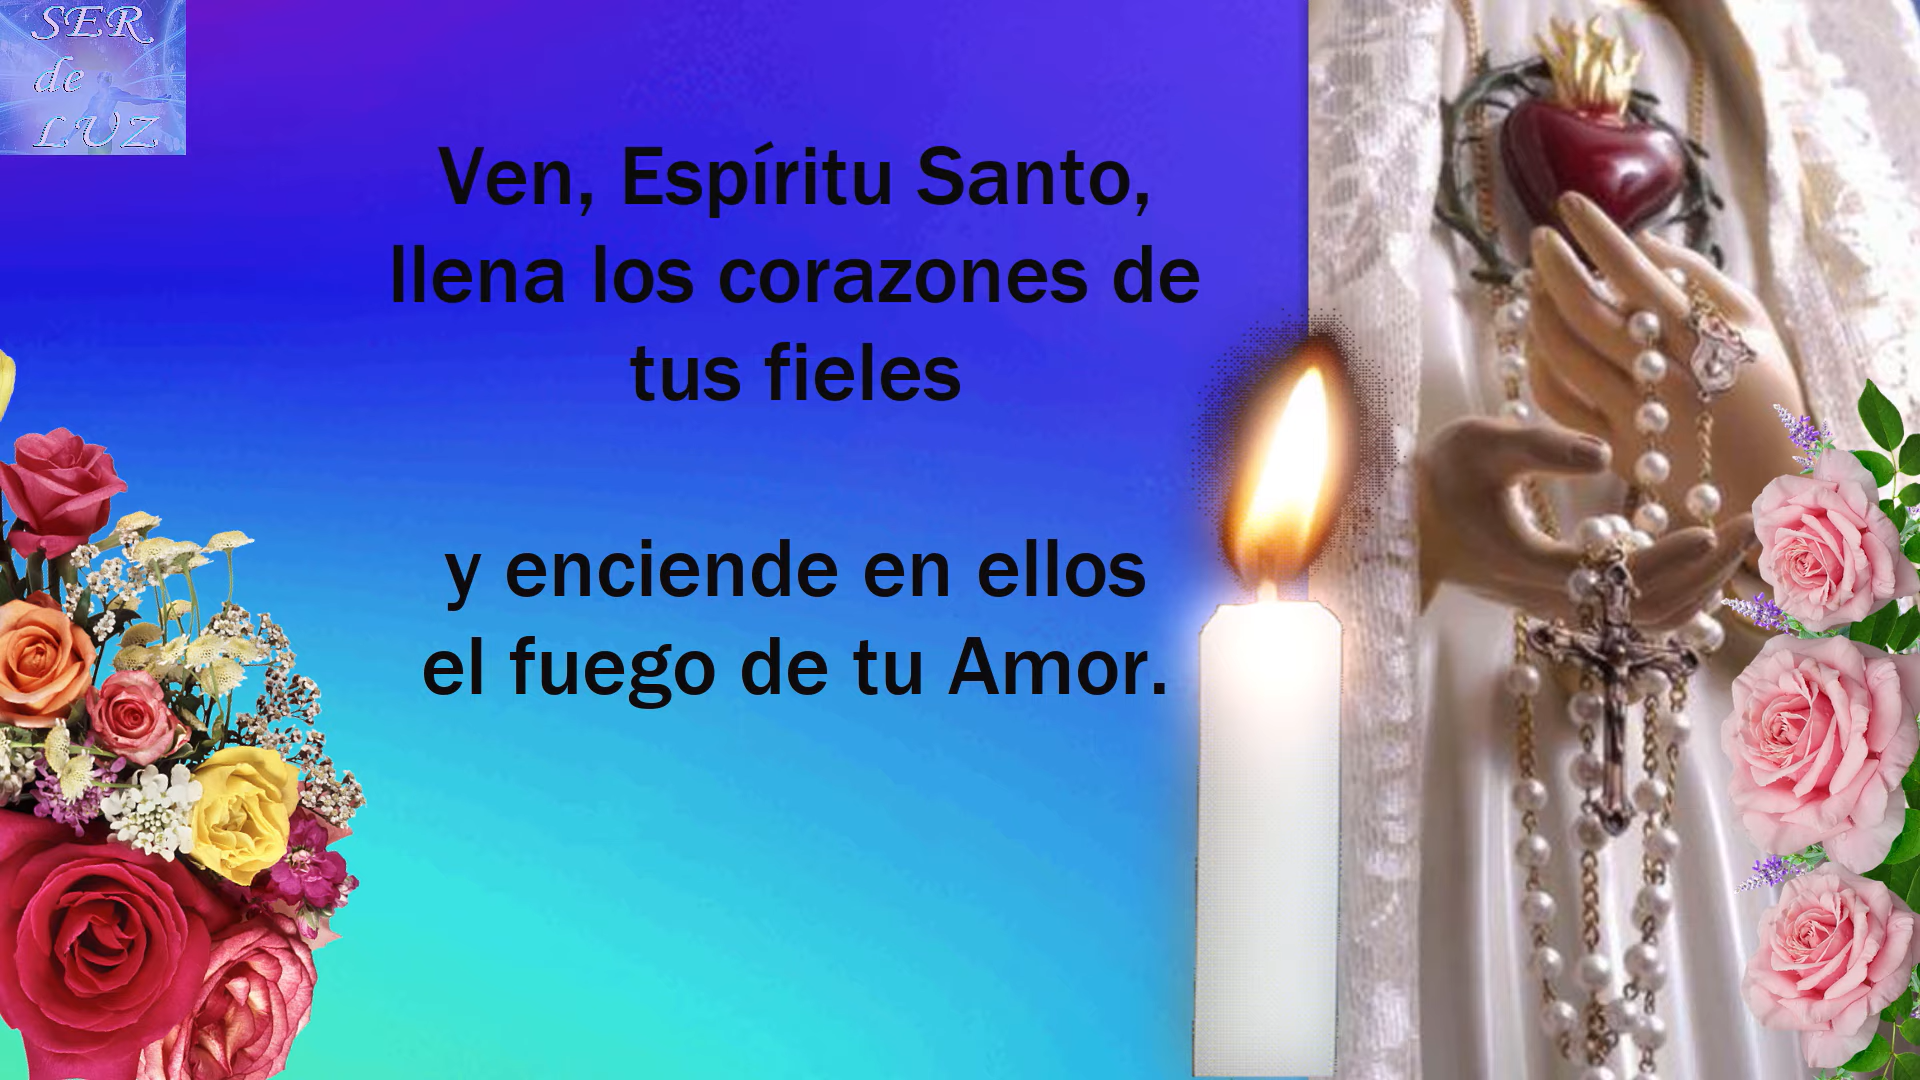 SER
de
LUZ
Ven, Espíritu Santo,
llena los corazones de
tus fieles
y enciende en ellos
el fuego de tu Amor.